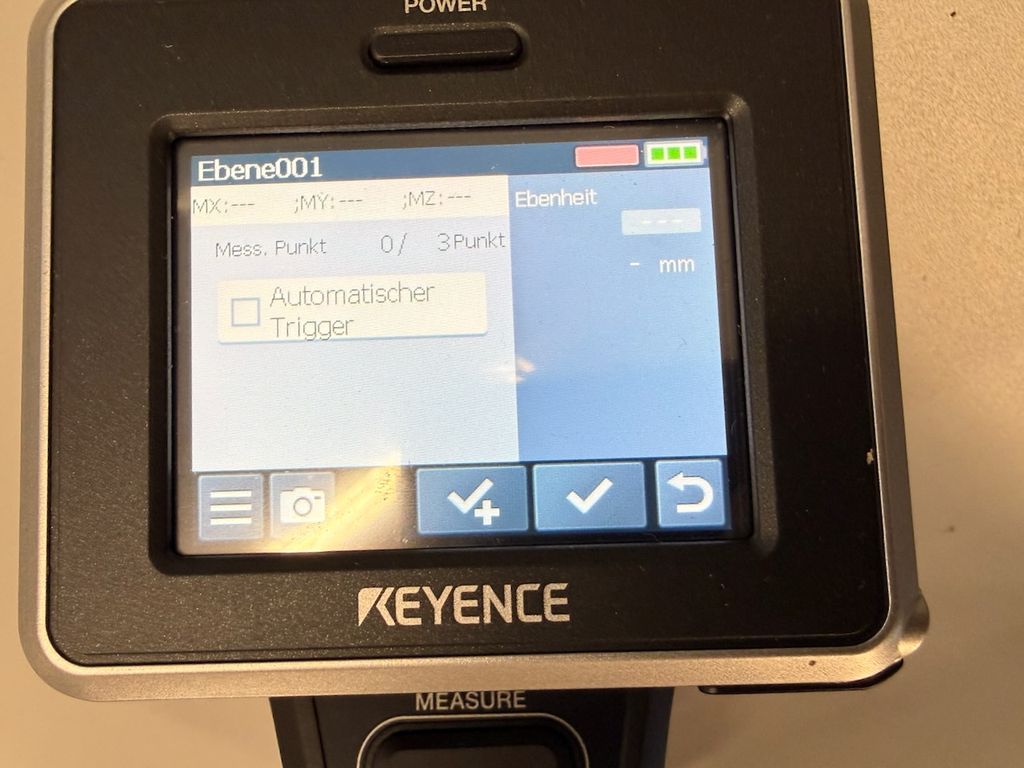 POWER
Ebene001
MX:--- ;MY:--- ;MZ:---
Ebenheit
---
Mess. Punkt 0/ 3Punkt
- mm
Automatischer
Trigger
KEYENCE
MEASURE